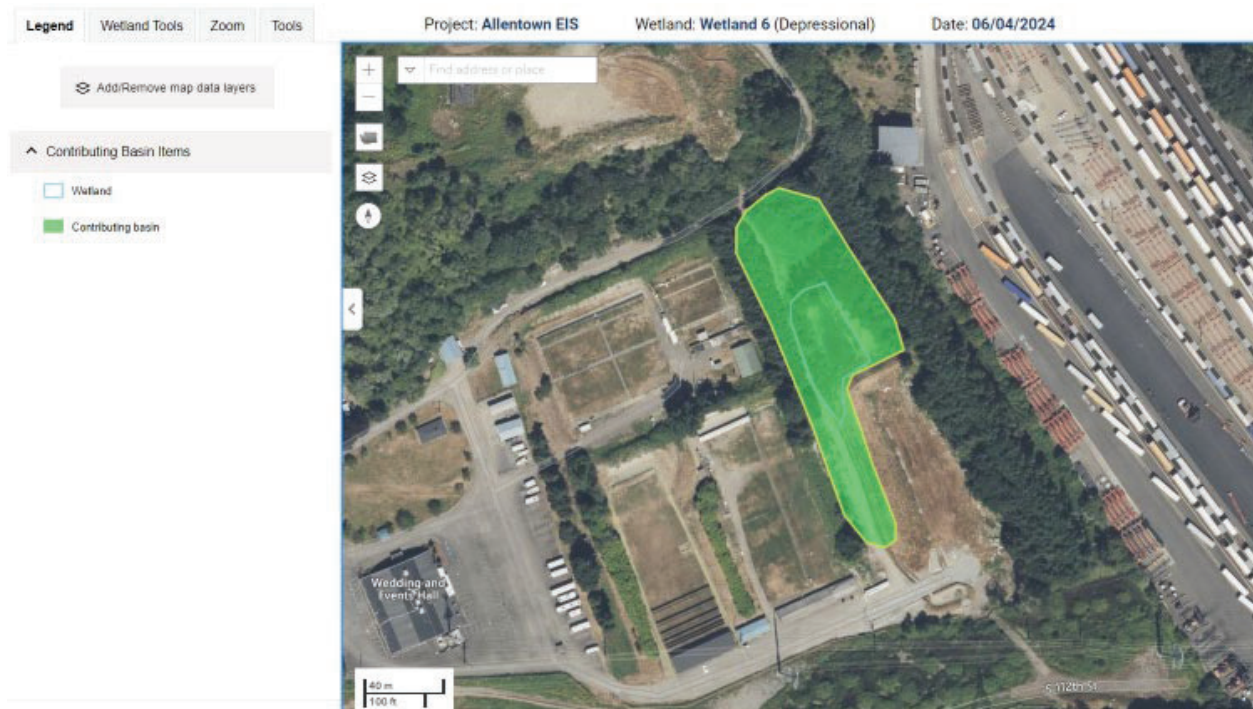 Legend Wetland Tools Zoom Tools Project: Allentown EIS Wetland: Wetland 6 (Depressional) Date: 06/04/2024
Find address or place
Add/Remove map data layers
Contributing Basin Items
Wetland
Contributing basin
Wedding and
Events Hall
40 m
100 ft
S 112th St